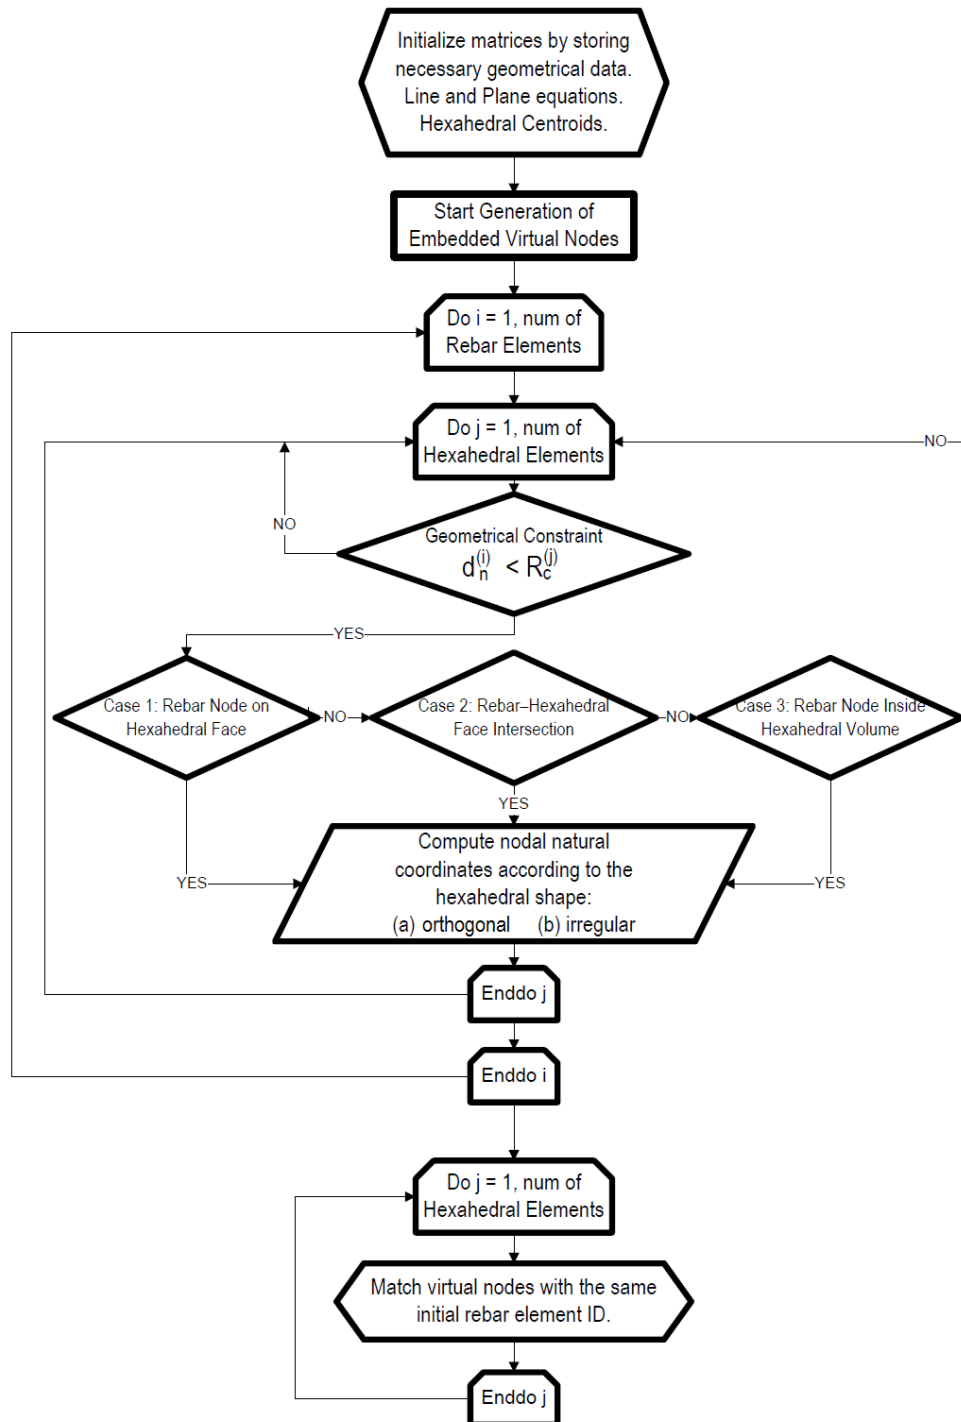 Initialize matrices by storing
necessary geometrical data.
Line and Plane equations.
Hexahedral Centroids.
Start Generation of
Embedded Virtual Nodes
Do i = 1, num of
Rebar Elements
Do j = 1, num of
Hexahedral Elements
NO
NO
Geometrical Constraint
d_n^(i) < R_c^(j)
YES
Case 1: Rebar Node on
Hexahedral Face
NO
Case 2: Rebar–Hexahedral
Face Intersection
NO
Case 3: Rebar Node Inside
Hexahedral Volume
YES
YES
YES
Compute nodal natural
coordinates according to the
hexahedral shape:
(a) orthogonal (b) irregular
Enddo j
Enddo i
Do j = 1, num of
Hexahedral Elements
Match virtual nodes with the same
initial rebar element ID.
Enddo j